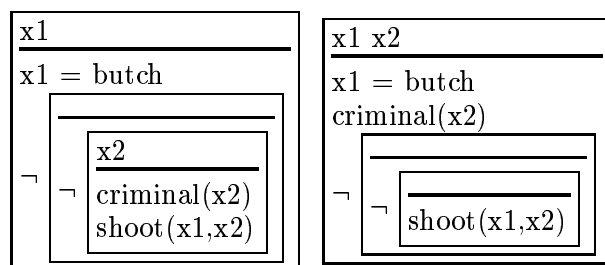 x1
x1 = butch
¬
¬
x2
criminal(x2)
shoot(x1,x2)
x1 x2
x1 = butch
criminal(x2)
¬
¬
shoot(x1,x2)